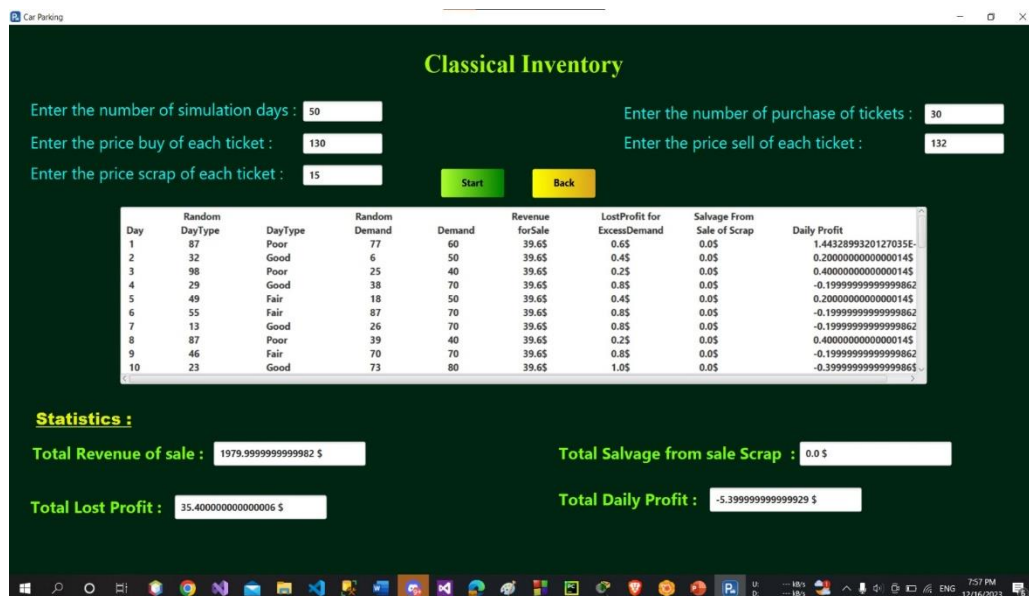 Car Parking
Classical Inventory
Enter the number of simulation days : 50
Enter the number of purchase of tickets : 30
Enter the price buy of each ticket : 130
Enter the price sell of each ticket : 132
Enter the price scrap of each ticket : 15
Start Back
Random Random Revenue LostProfit for Salvage From
Day DayType DayType Demand Demand forSale ExcessDemand Sale of Scrap Daily Profit
1 87 Poor 77 60 39.6$ 0.6$ 0.0$ 1.4432899320127035E-
2 32 Good 6 50 39.6$ 0.4$ 0.0$ 0.2000000000000014$
3 98 Poor 25 40 39.6$ 0.2$ 0.0$ 0.4000000000000014$
4 29 Good 38 70 39.6$ 0.8$ 0.0$ -0.1999999999999862
5 49 Fair 18 50 39.6$ 0.4$ 0.0$ 0.2000000000000014$
6 55 Fair 87 70 39.6$ 0.8$ 0.0$ -0.1999999999999862
7 13 Good 26 70 39.6$ 0.8$ 0.0$ -0.1999999999999862
8 87 Poor 39 40 39.6$ 0.2$ 0.0$ 0.4000000000000014$
9 46 Fair 70 70 39.6$ 0.8$ 0.0$ -0.1999999999999862
10 23 Good 73 80 39.6$ 1.0$ 0.0$ -0.3999999999999986$
Statistics :
Total Revenue of sale : 1979.9999999999982 $
Total Salvage from sale Scrap : 0.0 $
Total Lost Profit : 35.400000000000006 $
Total Daily Profit : -5.399999999999929 $
U: --- kB/s
D: --- kB/s
ENG
7:57 PM
12/16/2023